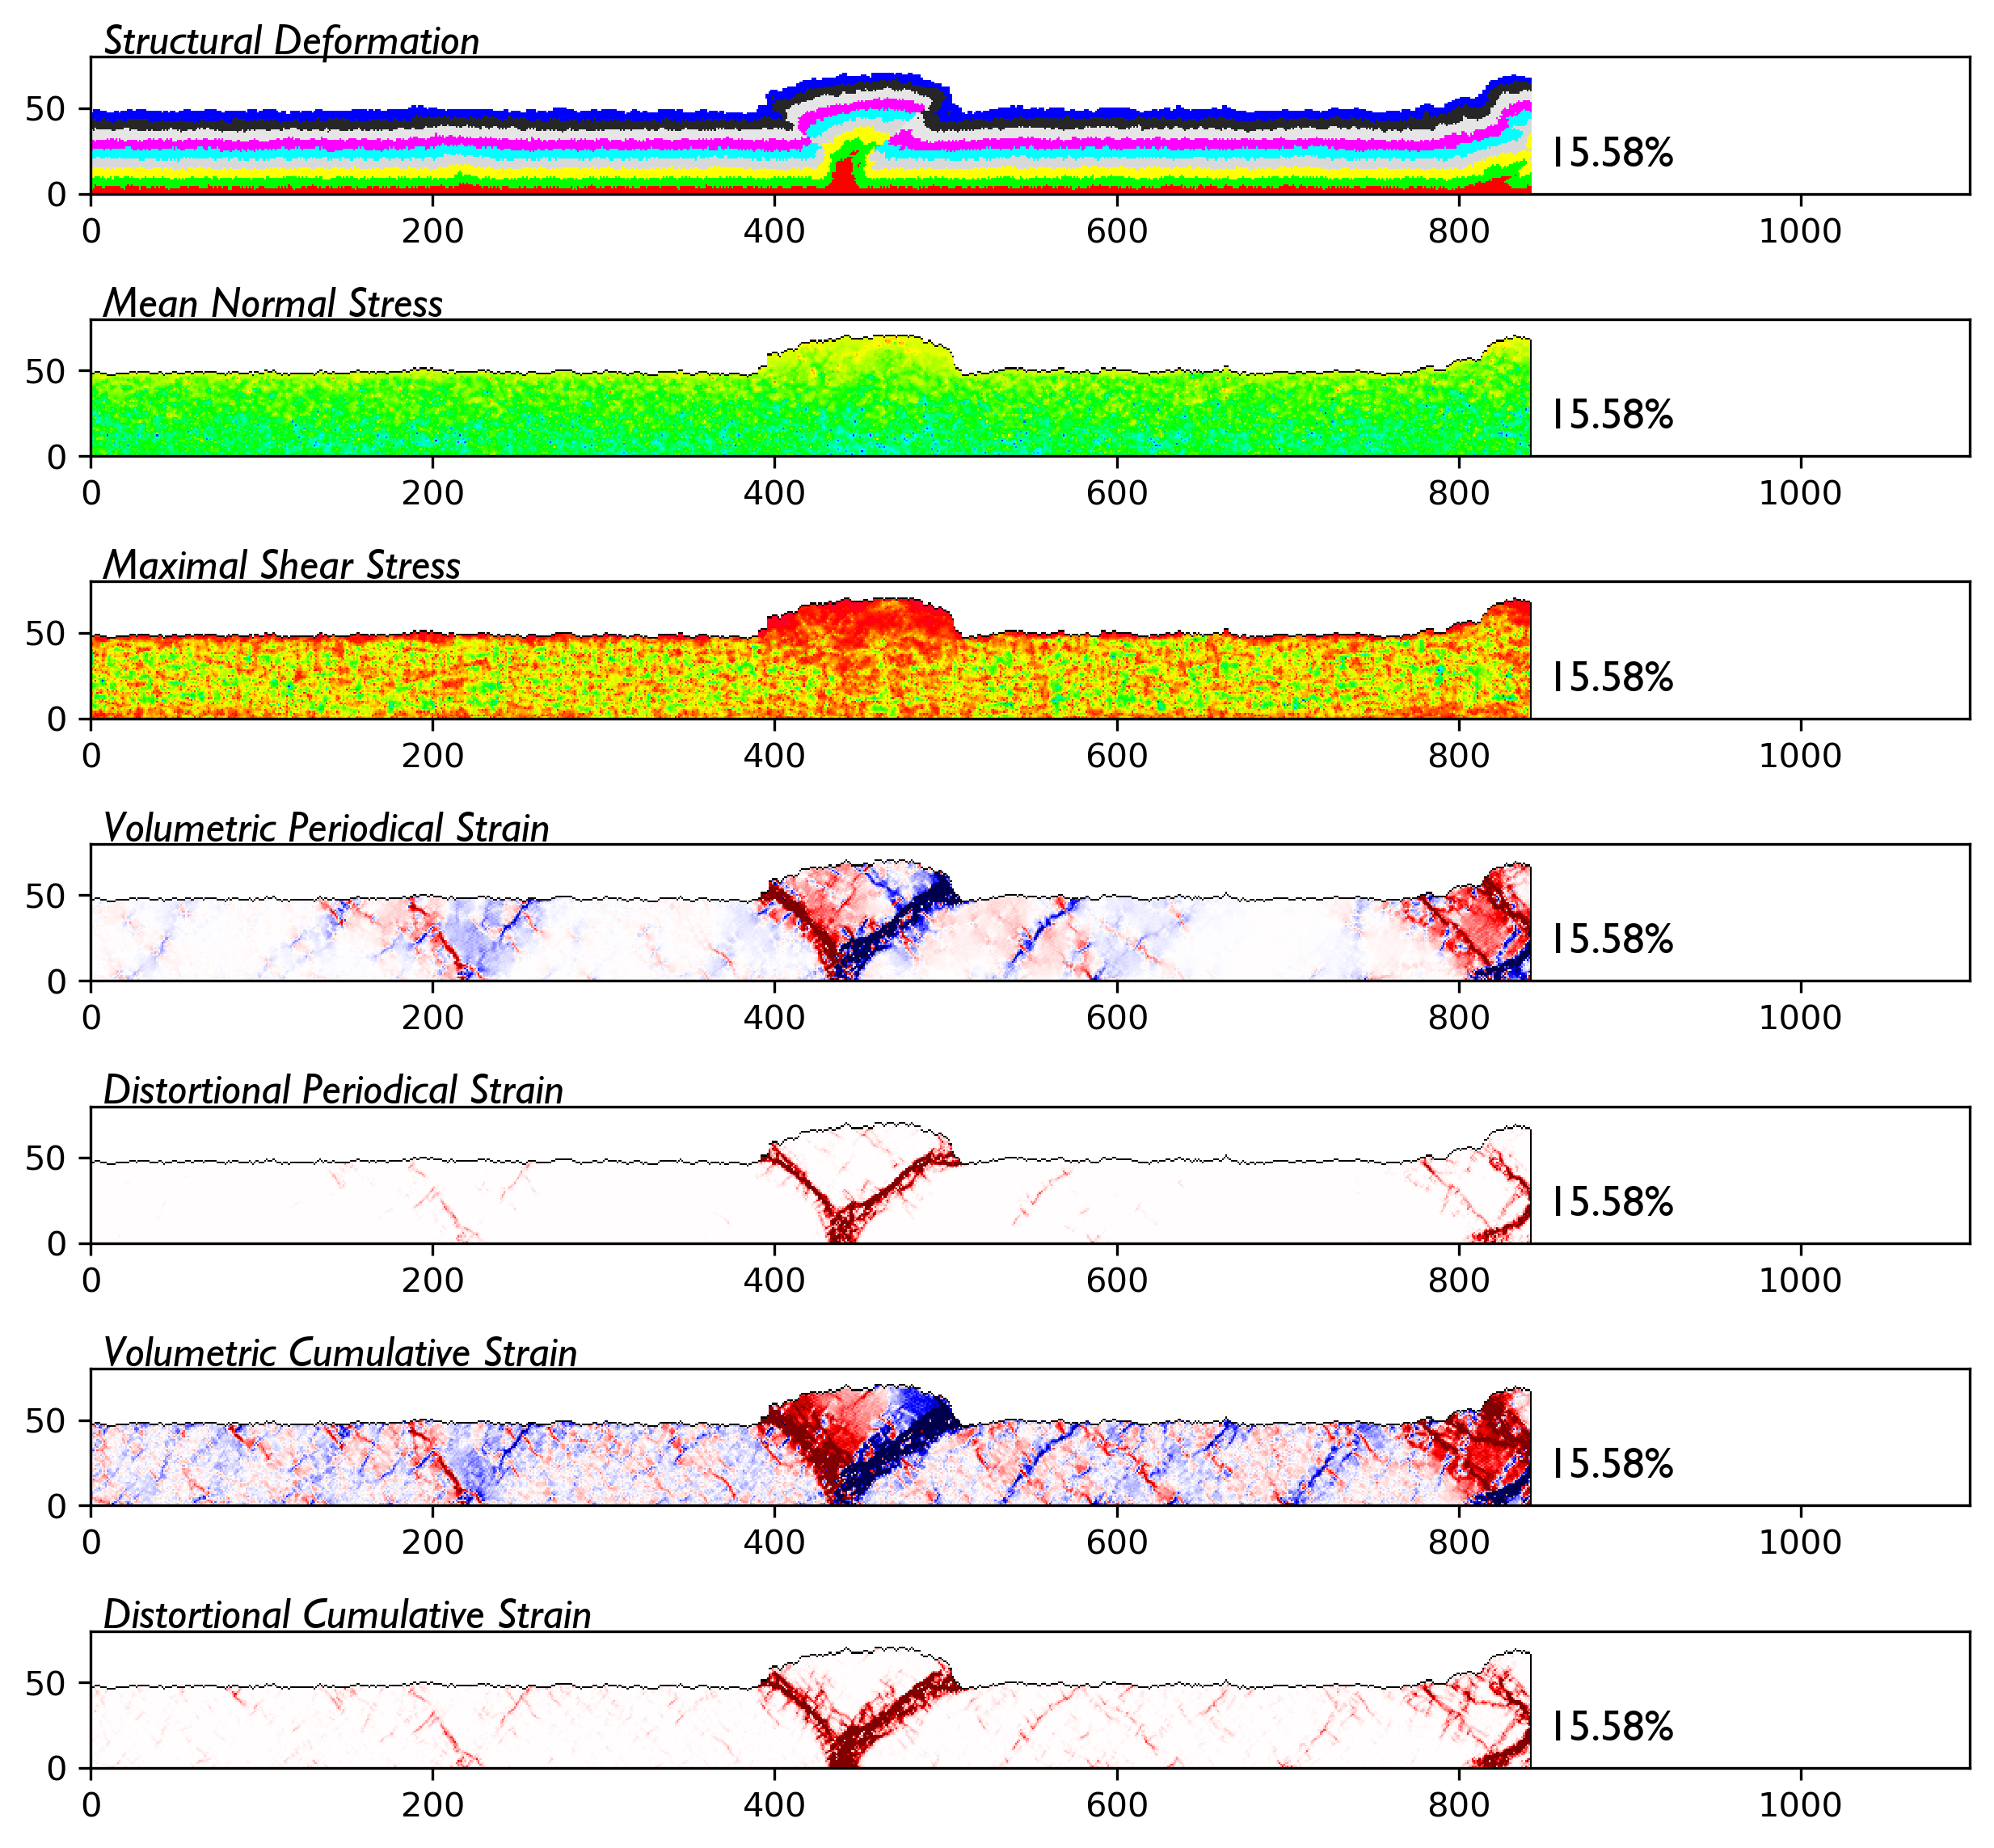 Structural Deformation
50
0
15.58%
0 200 400 600 800 1000
Mean Normal Stress
50
0
15.58%
0 200 400 600 800 1000
Maximal Shear Stress
50
0
15.58%
0 200 400 600 800 1000
Volumetric Periodical Strain
50
0
15.58%
0 200 400 600 800 1000
Distortional Periodical Strain
50
0
15.58%
0 200 400 600 800 1000
Volumetric Cumulative Strain
50
0
15.58%
0 200 400 600 800 1000
Distortional Cumulative Strain
50
0
15.58%
0 200 400 600 800 1000